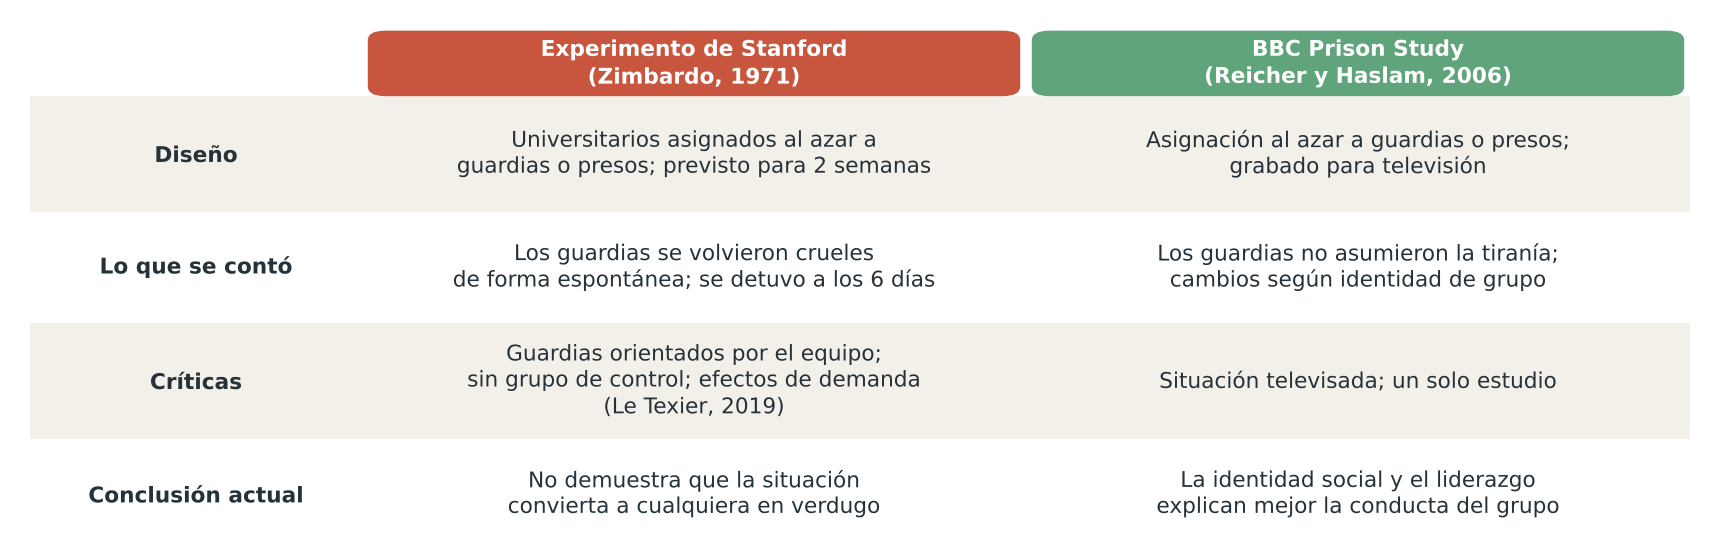 Experimento de Stanford
(Zimbardo, 1971)
BBC Prison Study
(Reicher y Haslam, 2006)
Diseño
Universitarios asignados al azar a
guardias o presos; previsto para 2 semanas
Asignación al azar a guardias o presos;
grabado para televisión
Lo que se contó
Los guardias se volvieron crueles
de forma espontánea; se detuvo a los 6 días
Los guardias no asumieron la tiranía;
cambios según identidad de grupo
Críticas
Guardias orientados por el equipo;
sin grupo de control; efectos de demanda
(Le Texier, 2019)
Situación televisada; un solo estudio
Conclusión actual
No demuestra que la situación
convierta a cualquiera en verdugo
La identidad social y el liderazgo
explican mejor la conducta del grupo